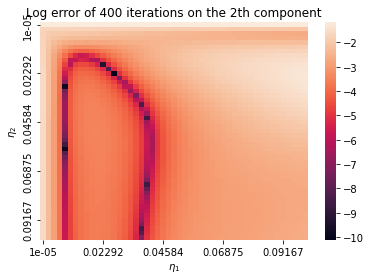 Log error of 400 iterations on the 2th component
1e-05
0.02292
0.04584
0.06875
0.09167
η₂
1e-05 0.02292 0.04584 0.06875 0.09167
η₁
−2
−3
−4
−5
−6
−7
−8
−9
−10